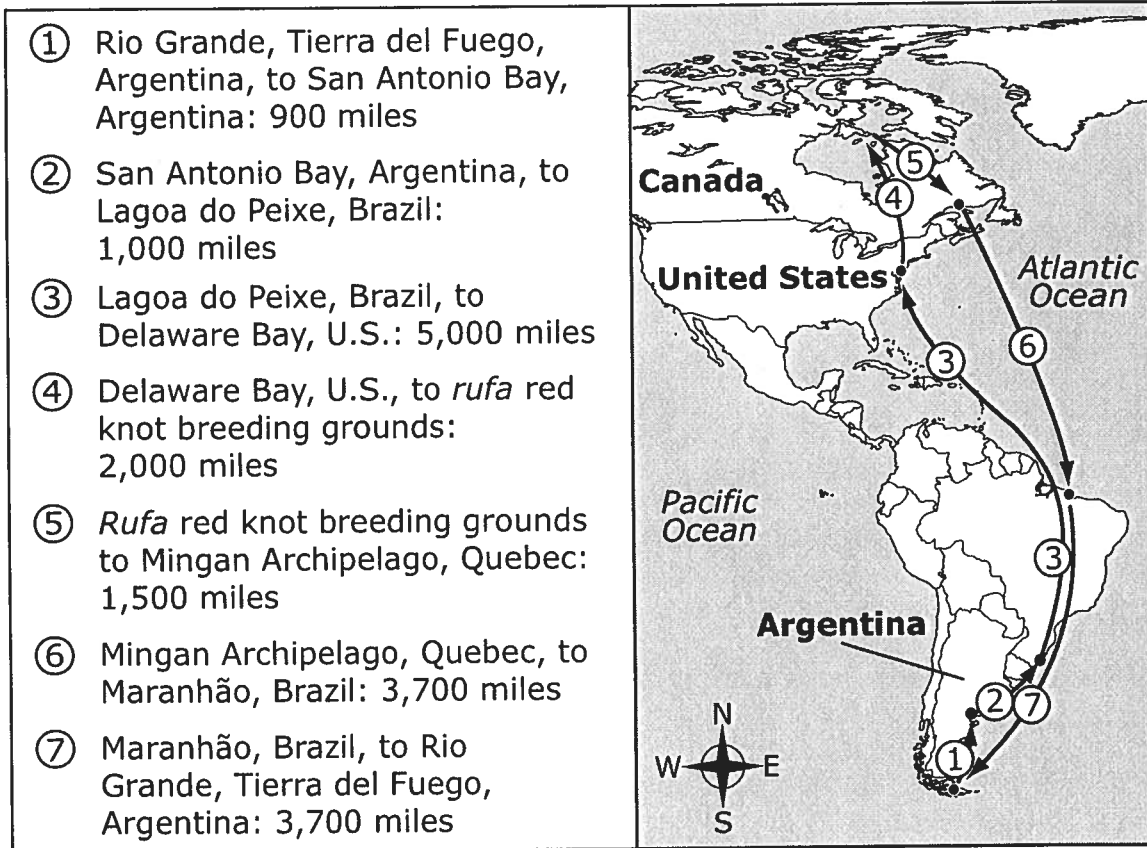 ① Rio Grande, Tierra del Fuego,
Argentina, to San Antonio Bay,
Argentina: 900 miles
② San Antonio Bay, Argentina, to
Lagoa do Peixe, Brazil:
1,000 miles
③ Lagoa do Peixe, Brazil, to
Delaware Bay, U.S.: 5,000 miles
④ Delaware Bay, U.S., to rufa red
knot breeding grounds:
2,000 miles
⑤ Rufa red knot breeding grounds
to Mingan Archipelago, Quebec:
1,500 miles
⑥ Mingan Archipelago, Quebec, to
Maranhão, Brazil: 3,700 miles
⑦ Maranhão, Brazil, to Rio
Grande, Tierra del Fuego,
Argentina: 3,700 miles
⑤
Canada
④
United States
Atlantic
Ocean
⑥
③
Pacific
Ocean
③
Argentina
②
⑦
①
N
W E
S